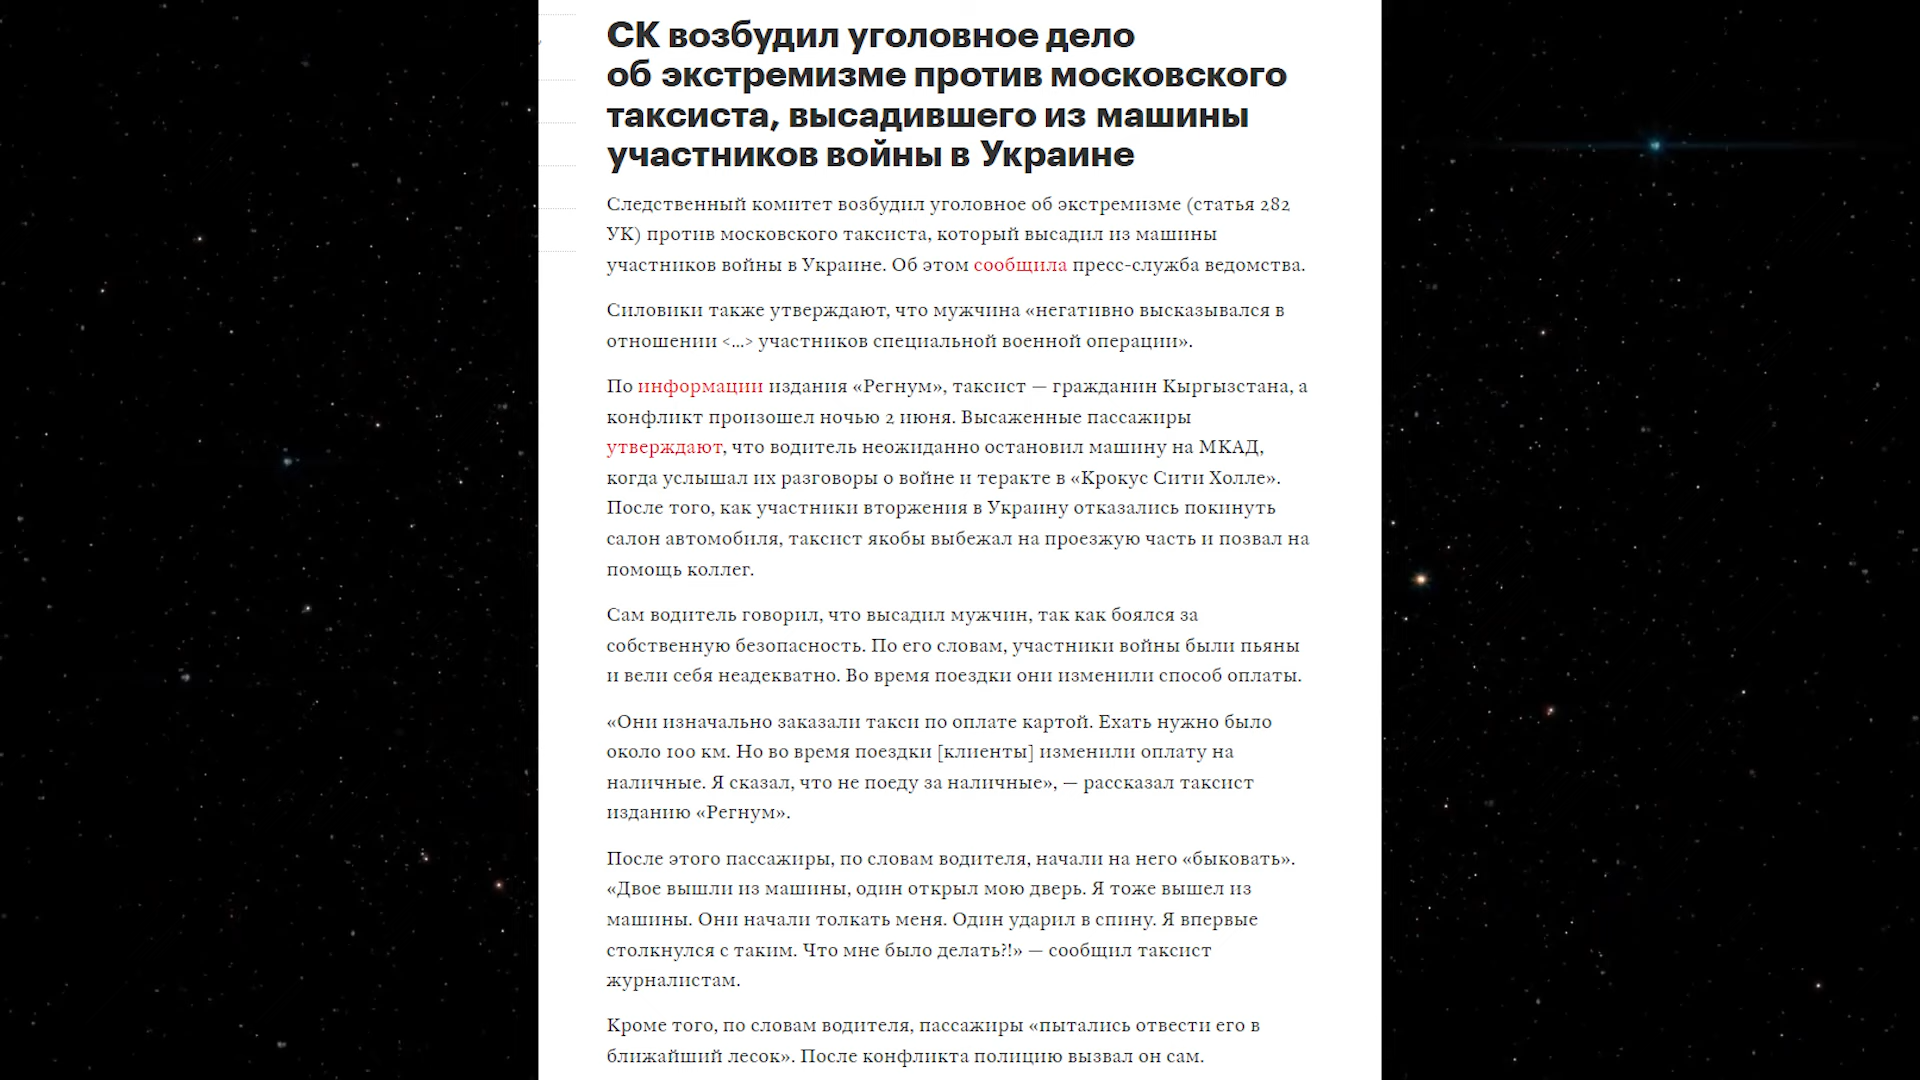 СК возбудил уголовное дело
об экстремизме против московского
таксиста, высадившего из машины
участников войны в Украине
Следственный комитет возбудил уголовное об экстремизме (статья 282
УК) против московского таксиста, который высадил из машины
участников войны в Украине. Об этом сообщила пресс-служба ведомства.
Силовики также утверждают, что мужчина «негативно высказывался в
отношении <...> участников специальной военной операции».
По информации издания «Регнум», таксист — гражданин Кыргызстана, а
конфликт произошел ночью 2 июня. Высаженные пассажиры
утверждают, что водитель неожиданно остановил машину на МКАД,
когда услышал их разговоры о войне и теракте в «Крокус Сити Холле».
После того, как участники вторжения в Украину отказались покинуть
салон автомобиля, таксист якобы выбежал на проезжую часть и позвал на
помощь коллег.
Сам водитель говорил, что высадил мужчин, так как боялся за
собственную безопасность. По его словам, участники войны были пьяны
и вели себя неадекватно. Во время поездки они изменили способ оплаты.
«Они изначально заказали такси по оплате картой. Ехать нужно было
около 100 км. Но во время поездки [клиенты] изменили оплату на
наличные. Я сказал, что не поеду за наличные», — рассказал таксист
изданию «Регнум».
После этого пассажиры, по словам водителя, начали на него «быковать».
«Двое вышли из машины, один открыл мою дверь. Я тоже вышел из
машины. Они начали толкать меня. Один ударил в спину. Я впервые
столкнулся с таким. Что мне было делать?!» — сообщил таксист
журналистам.
Кроме того, по словам водителя, пассажиры «пытались отвести его в
ближайший лесок». После конфликта полицию вызвал он сам.